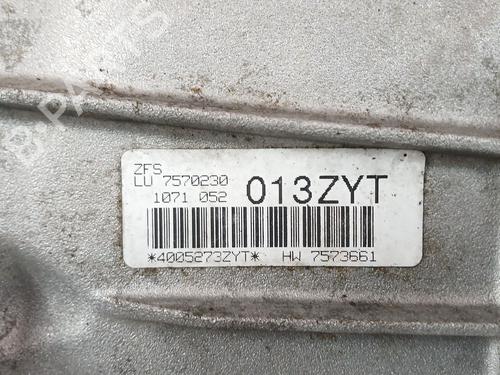 B-PARTS
ZFS
LU 7570230
1071 052 013ZYT
*4005273ZYT* HW 7573661